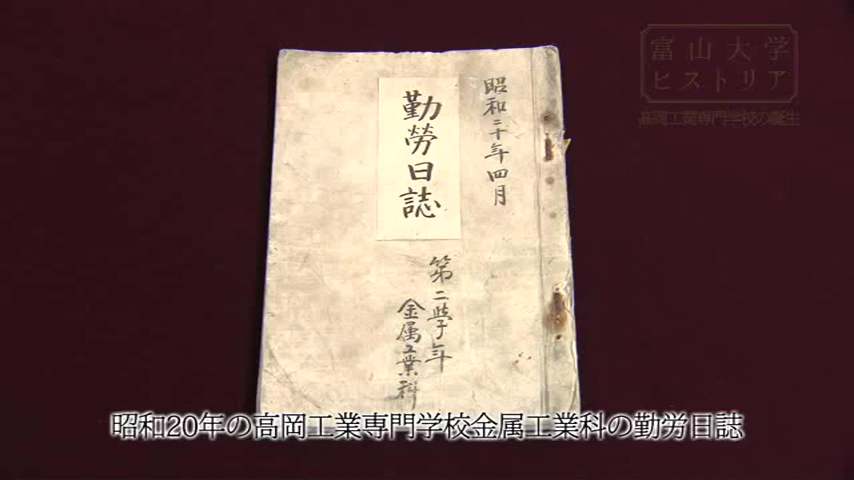 富山大学
ヒストリア
高岡工業専門学校の誕生
昭和二十年四月
勤勞日誌
第二學年
金属工業科
昭和20年の高岡工業専門学校金属工業科の勤労日誌